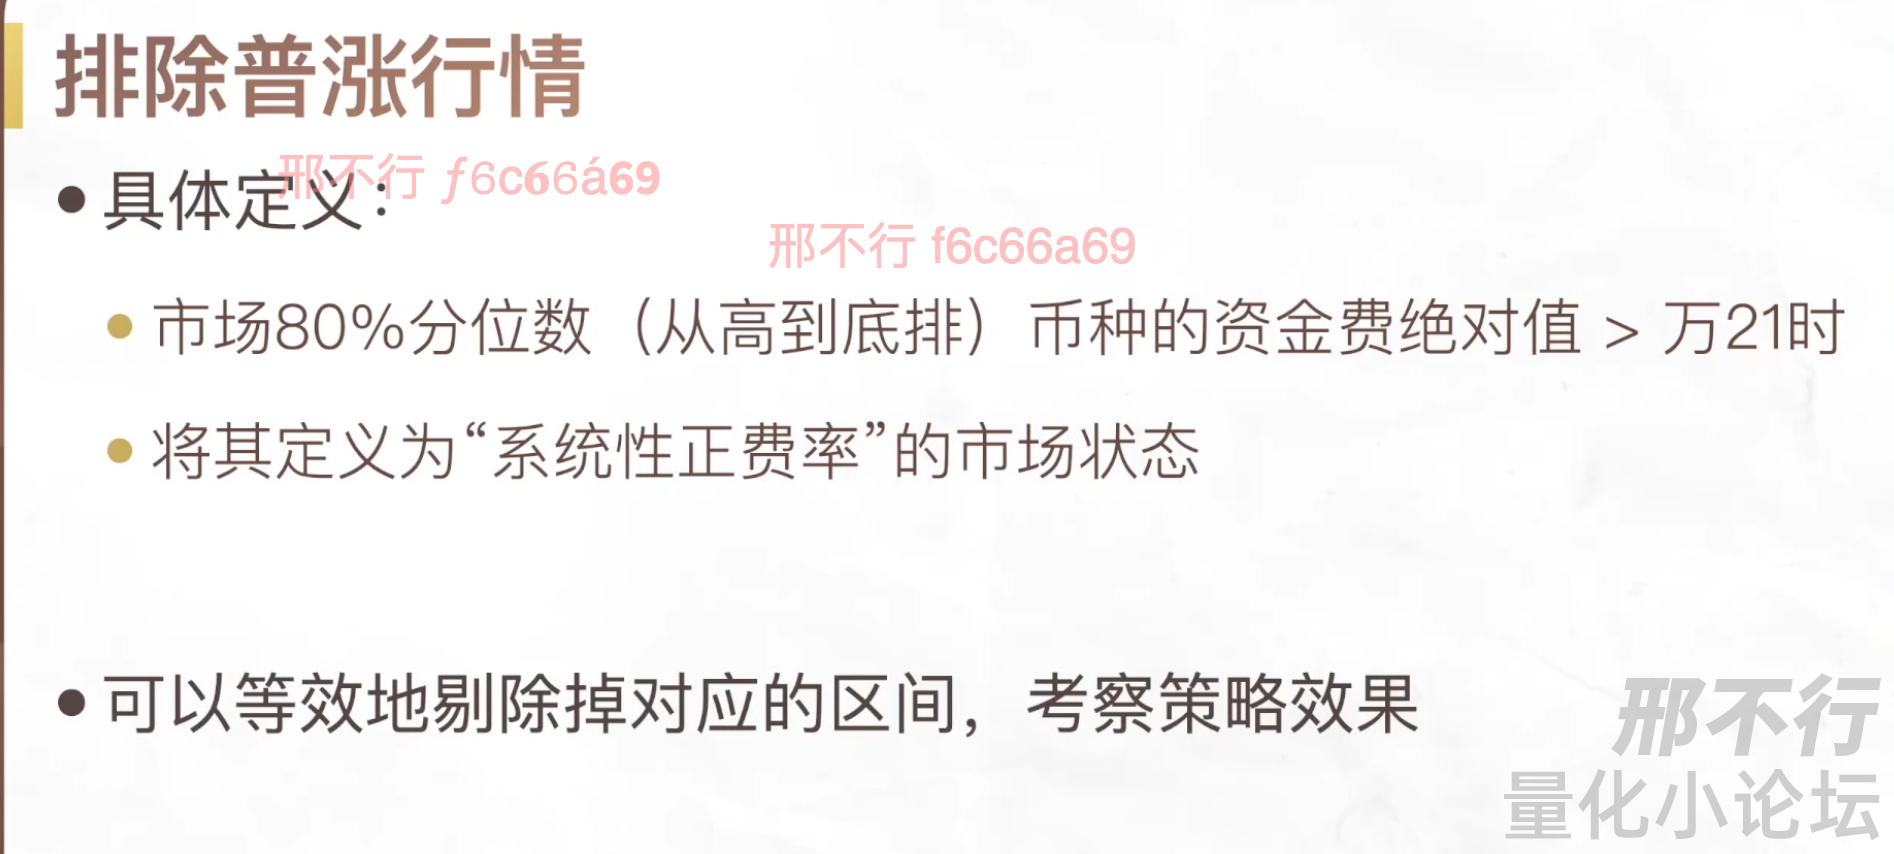 排除普涨行情
邢不行 ƒ6c66á69
• 具体定义：
邢不行 f6c66a69
• 市场80%分位数（从高到底排）币种的资金费绝对值 > 万21时
• 将其定义为“系统性正费率”的市场状态
• 可以等效地剔除掉对应的区间，考察策略效果
邢不行
量化小论坛